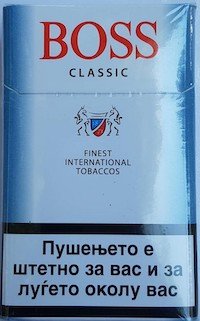 BOSS
CLASSIC
FINEST
INTERNATIONAL
TOBACCOS
Пушењето е
штетно за вас и за
луѓето околу вас